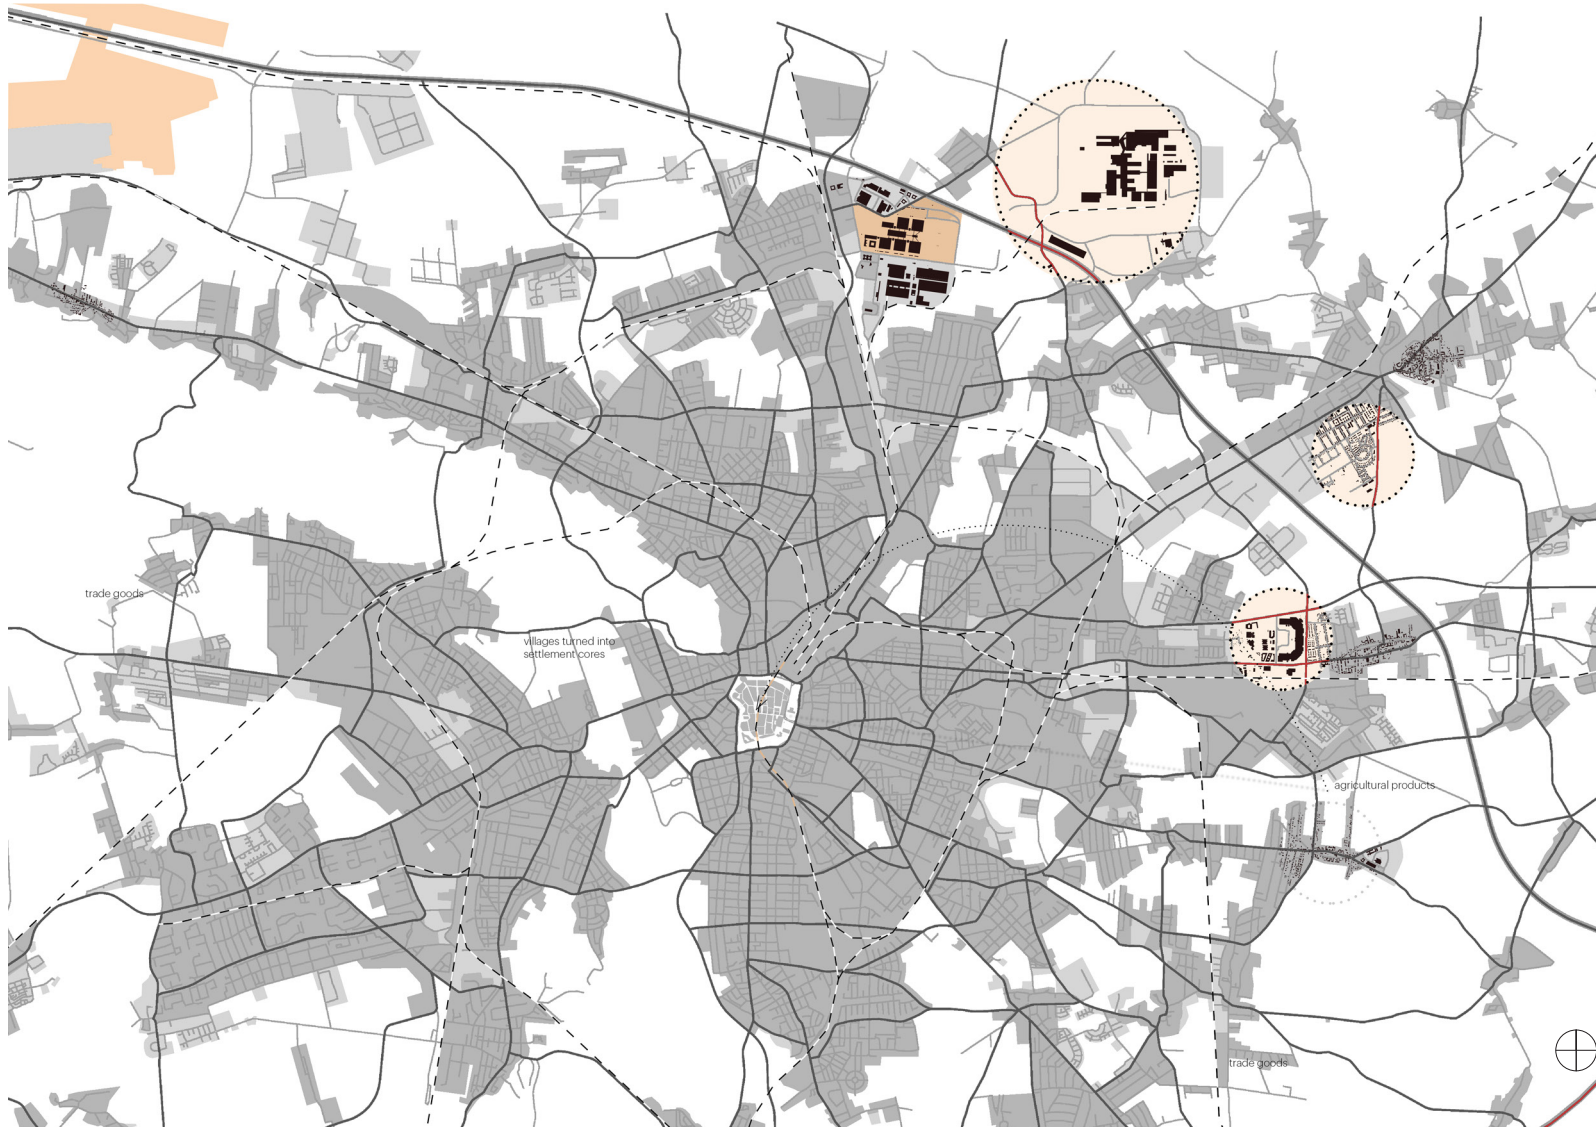 trade goods
villages turned into
settlement cores
agricultural products
trade goods